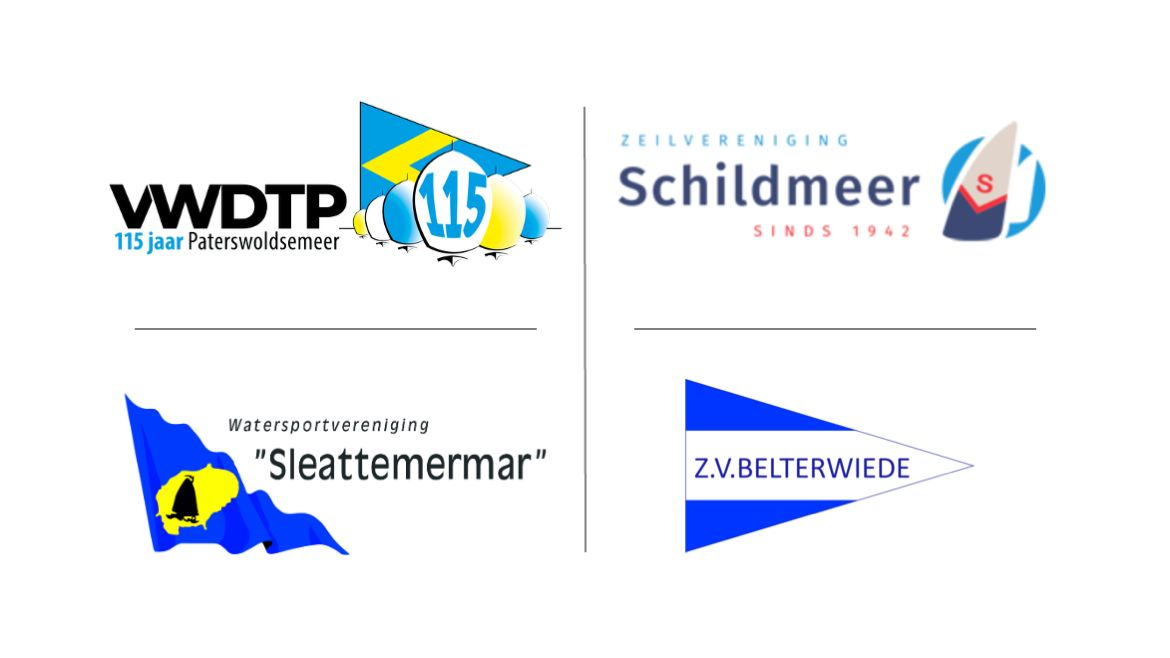 VWDTP
115 jaar Paterswoldsemeer
115
ZEILVERENIGING
Schildmeer
SINDS 1942
S
Watersportvereniging
"Sleattemermar"
Z.V.BELTERWIEDE